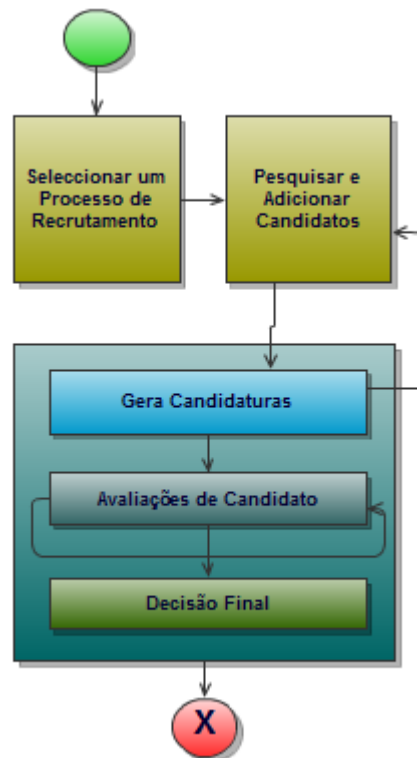 Seleccionar um
Processo de
Recrutamento
Pesquisar e
Adicionar
Candidatos
Gera Candidaturas
Avaliações de Candidato
Decisão Final
X